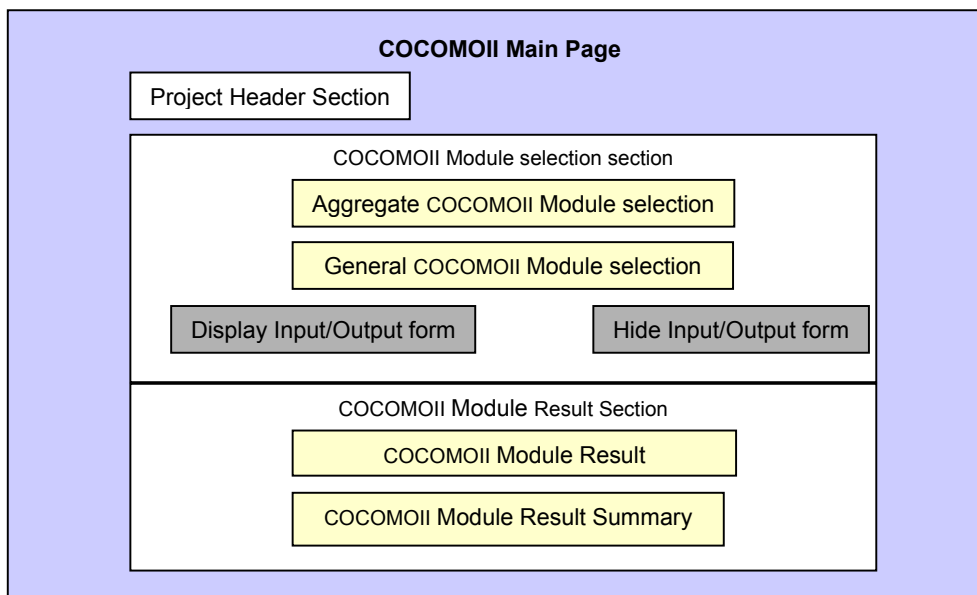 COCOMOII Main Page
Project Header Section
COCOMOII Module selection section
Aggregate COCOMOII Module selection
General COCOMOII Module selection
Display Input/Output form
Hide Input/Output form
COCOMOII Module Result Section
COCOMOII Module Result
COCOMOII Module Result Summary